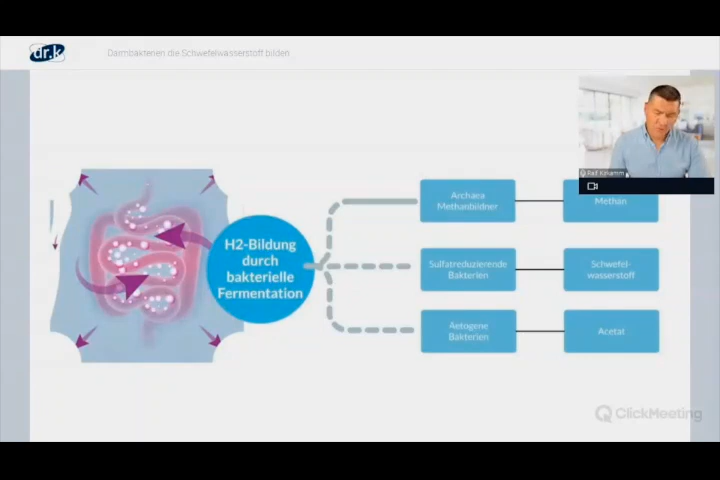 dr.k
Darmbakterien die Schwefelwasserstoff bilden
Ralf Kirkamm
H2-Bildung
durch
bakterielle
Fermentation
Archaea
Methanbildner
Methan
Sulfatreduzierende
Bakterien
Schwefel-
wasserstoff
Aetogene
Bakterien
Acetat
ClickMeeting